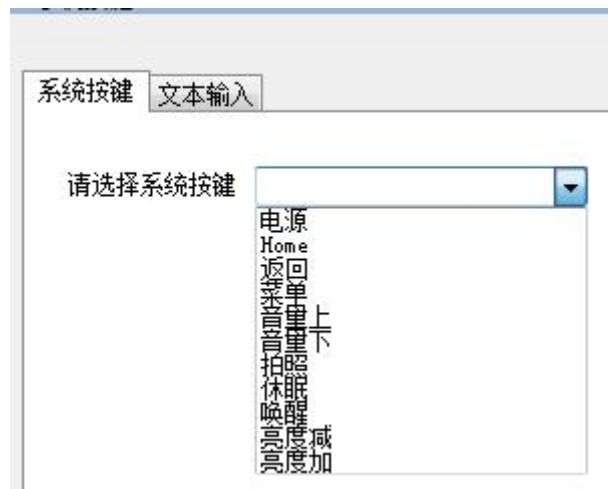 系统按键 文本输入
请选择系统按键
电源
Home
返回
菜单
音量上
音量下
拍照
休眠
唤醒
亮度减
亮度加